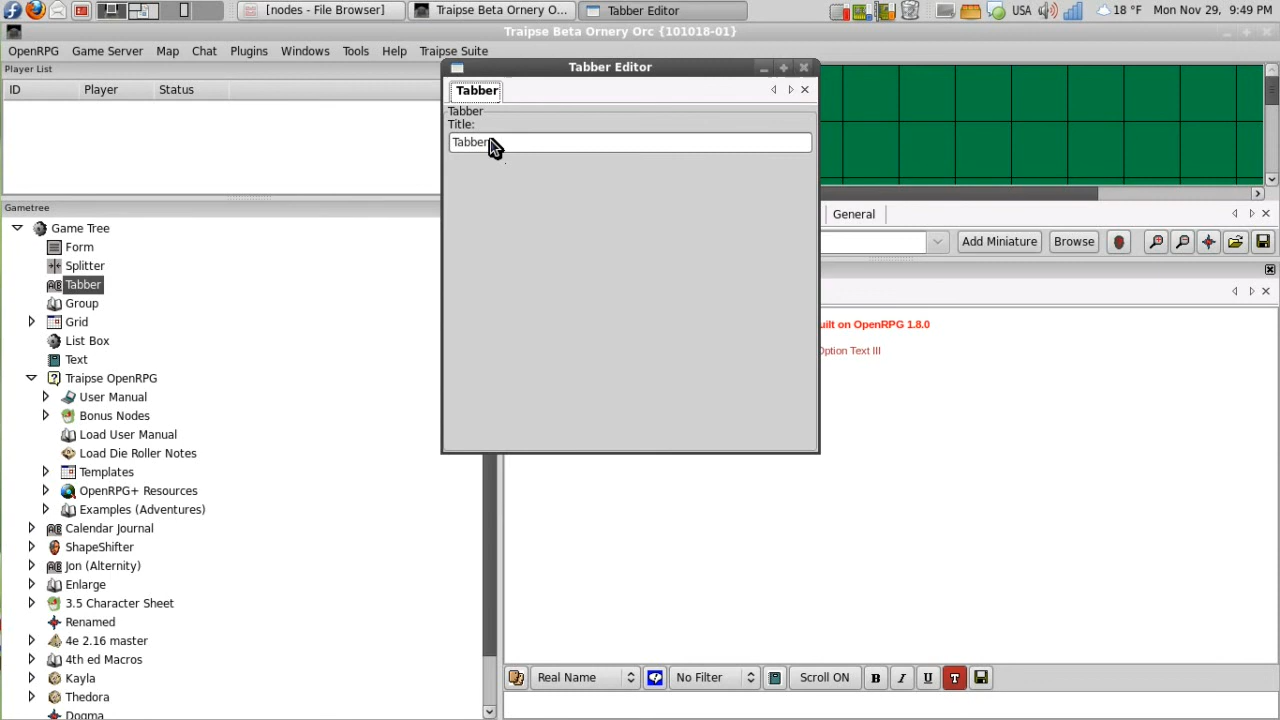 [nodes - File Browser]
Traipse Beta Ornery O...
Tabber Editor
USA
18 °F
Mon Nov 29, 9:49 PM
Traipse Beta Ornery Orc {101018-01}
OpenRPG Game Server Map Chat Plugins Windows Tools Help Traipse Suite
Player List
ID Player Status
Tabber Editor
Tabber
Tabber
Title:
Tabber
General
Add Miniature
Browse
uilt on OpenRPG 1.8.0
Option Text III
Gametree
Game Tree
Form
Splitter
Tabber
Group
Grid
List Box
Text
Traipse OpenRPG
User Manual
Bonus Nodes
Load User Manual
Load Die Roller Notes
Templates
OpenRPG+ Resources
Examples (Adventures)
Calendar Journal
ShapeShifter
Jon (Alternity)
Enlarge
3.5 Character Sheet
Renamed
4e 2.16 master
4th ed Macros
Kayla
Thedora
Dogma
Real Name
No Filter
Scroll ON
B I U T